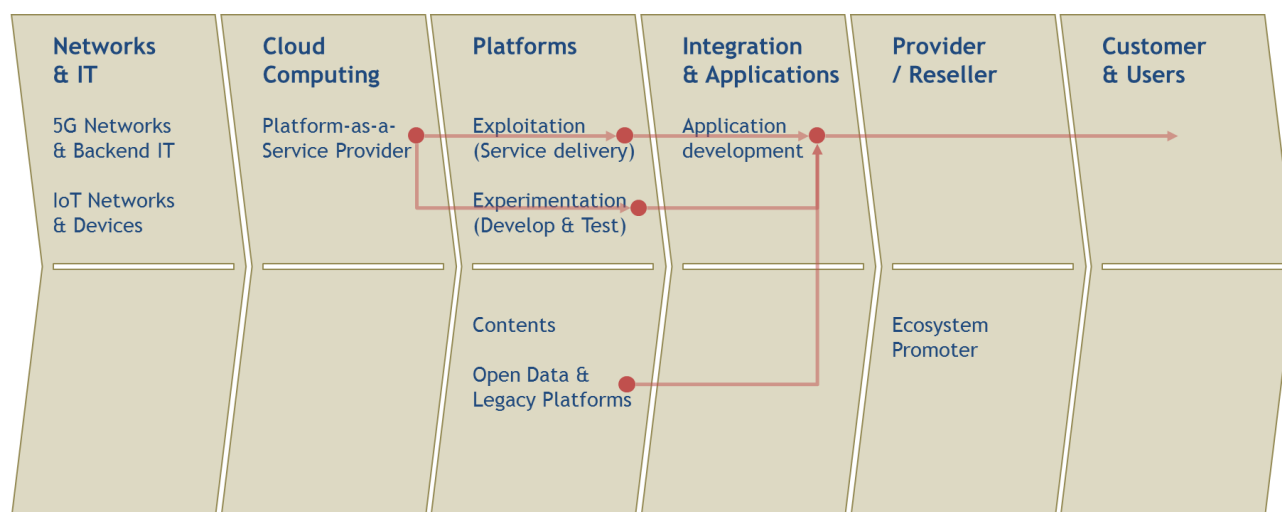 Networks
& IT
5G Networks
& Backend IT
IoT Networks
& Devices
Cloud
Computing
Platform-as-a-
Service Provider
Platforms
Exploitation
(Service delivery)
Experimentation
(Develop & Test)
Contents
Open Data &
Legacy Platforms
Integration
& Applications
Application
development
Provider
/ Reseller
Ecosystem
Promoter
Customer
& Users